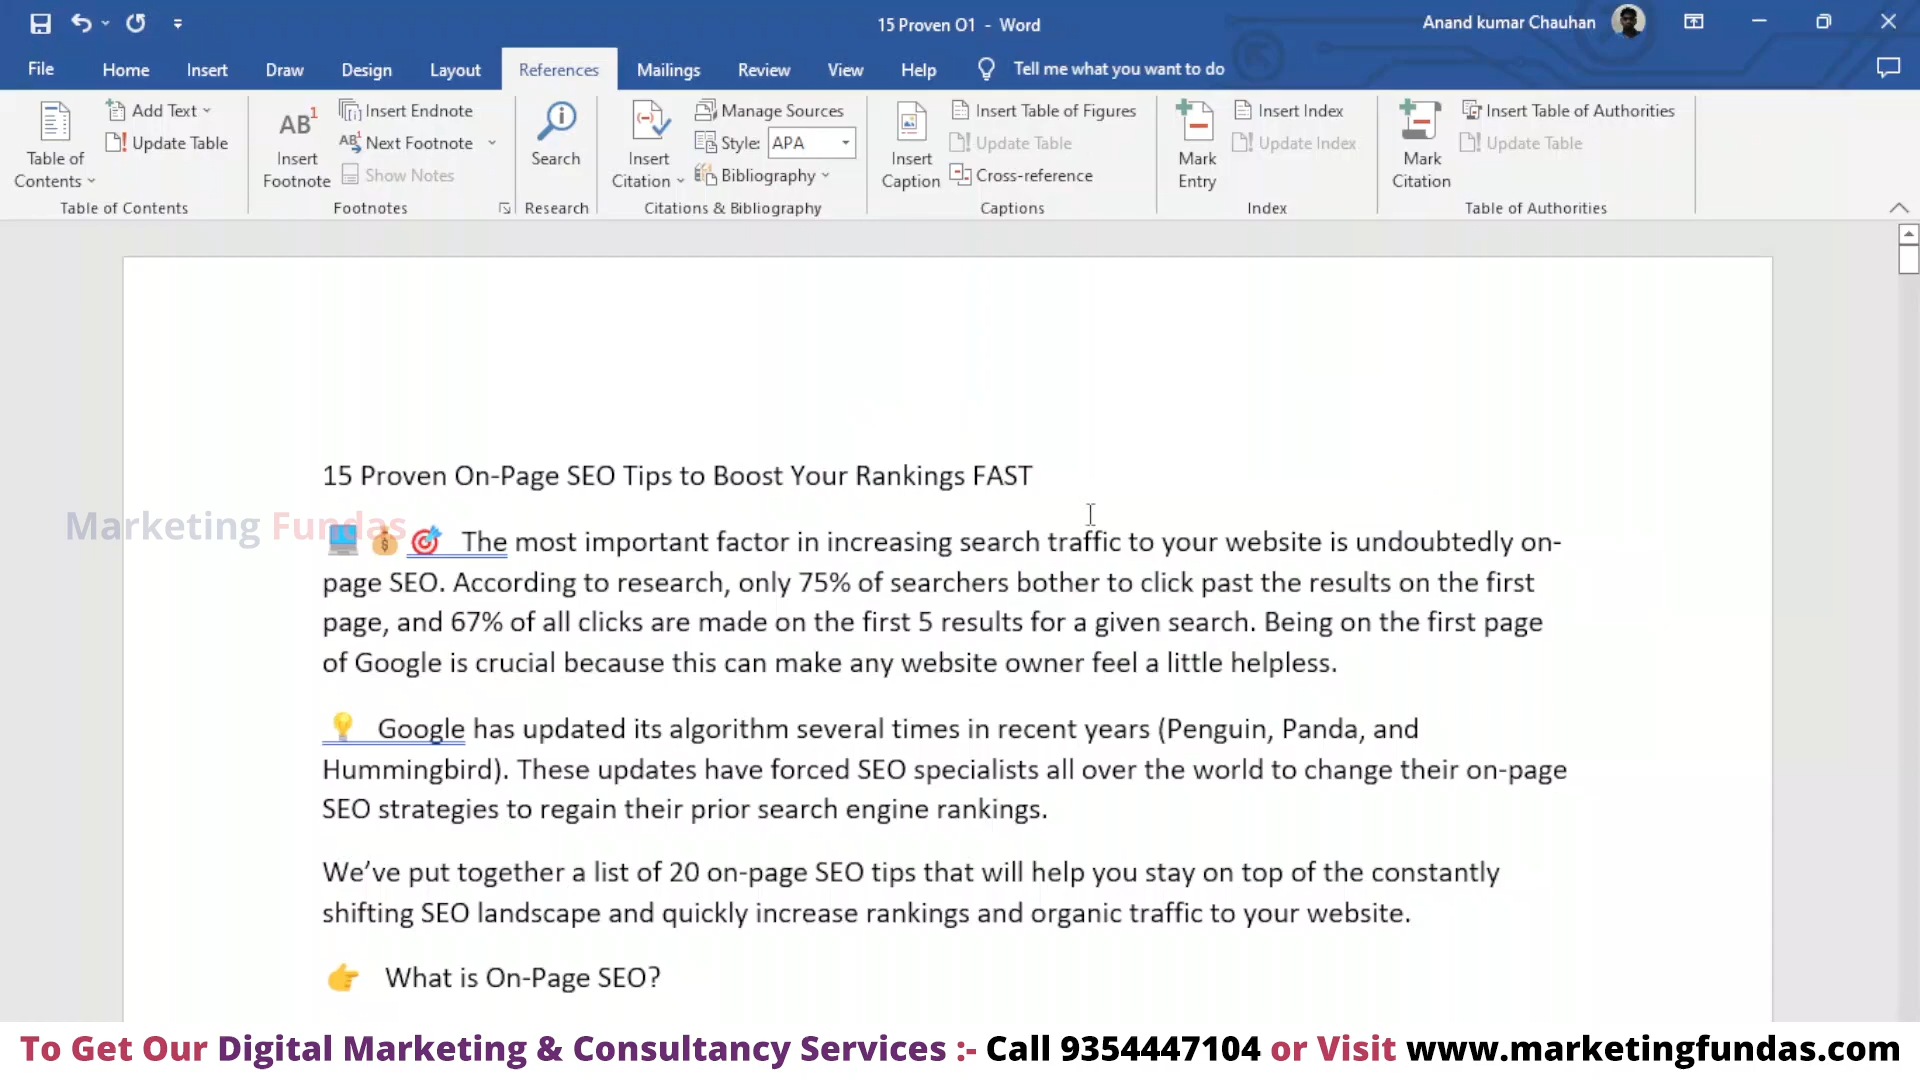 15 Proven O1 - Word
Anand kumar Chauhan
File Home Insert Draw Design Layout References Mailings Review View Help Tell me what you want to do
Table of Contents
Add Text
Update Table
Table of Contents
AB1 Insert Footnote
Insert Endnote
Next Footnote
Show Notes
Footnotes
Search
Research
Insert Citation
Manage Sources
Style: APA
Bibliography
Citations & Bibliography
Insert Caption
Insert Table of Figures
Update Table
Cross-reference
Captions
Mark Entry
Insert Index
Update Index
Index
Mark Citation
Insert Table of Authorities
Update Table
Table of Authorities
15 Proven On-Page SEO Tips to Boost Your Rankings FAST
Marketing Fundas
The most important factor in increasing search traffic to your website is undoubtedly on-
page SEO. According to research, only 75% of searchers bother to click past the results on the first
page, and 67% of all clicks are made on the first 5 results for a given search. Being on the first page
of Google is crucial because this can make any website owner feel a little helpless.
Google has updated its algorithm several times in recent years (Penguin, Panda, and
Hummingbird). These updates have forced SEO specialists all over the world to change their on-page
SEO strategies to regain their prior search engine rankings.
We’ve put together a list of 20 on-page SEO tips that will help you stay on top of the constantly
shifting SEO landscape and quickly increase rankings and organic traffic to your website.
What is On-Page SEO?
To Get Our Digital Marketing & Consultancy Services :- Call 9354447104 or Visit www.marketingfundas.com